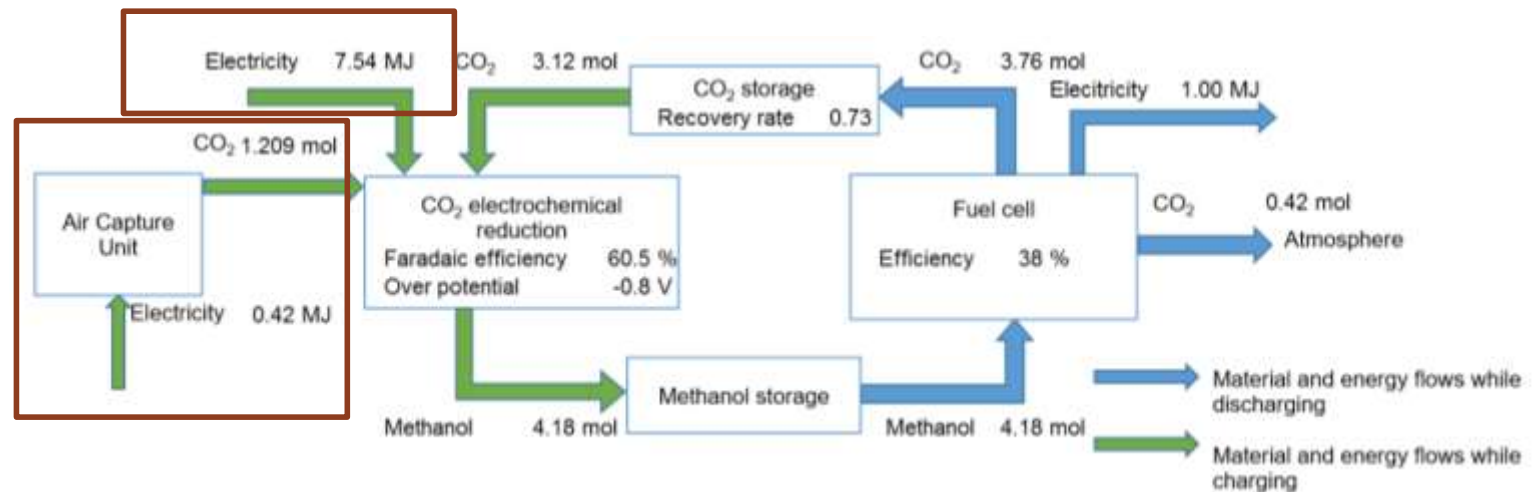 Electricity 7.54 MJ
CO₂ 3.12 mol
CO₂ storage
Recovery rate 0.73
CO₂ 3.76 mol
Elecitricity 1.00 MJ
CO₂ 1.209 mol
Air Capture
Unit
Electricity 0.42 MJ
CO₂ electrochemical
reduction
Faradaic efficiency 60.5 %
Over potential -0.8 V
Fuel cell
Efficiency 38 %
CO₂ 0.42 mol
Atmosphere
Methanol 4.18 mol
Methanol storage
Methanol 4.18 mol
Material and energy flows while
discharging
Material and energy flows while
charging